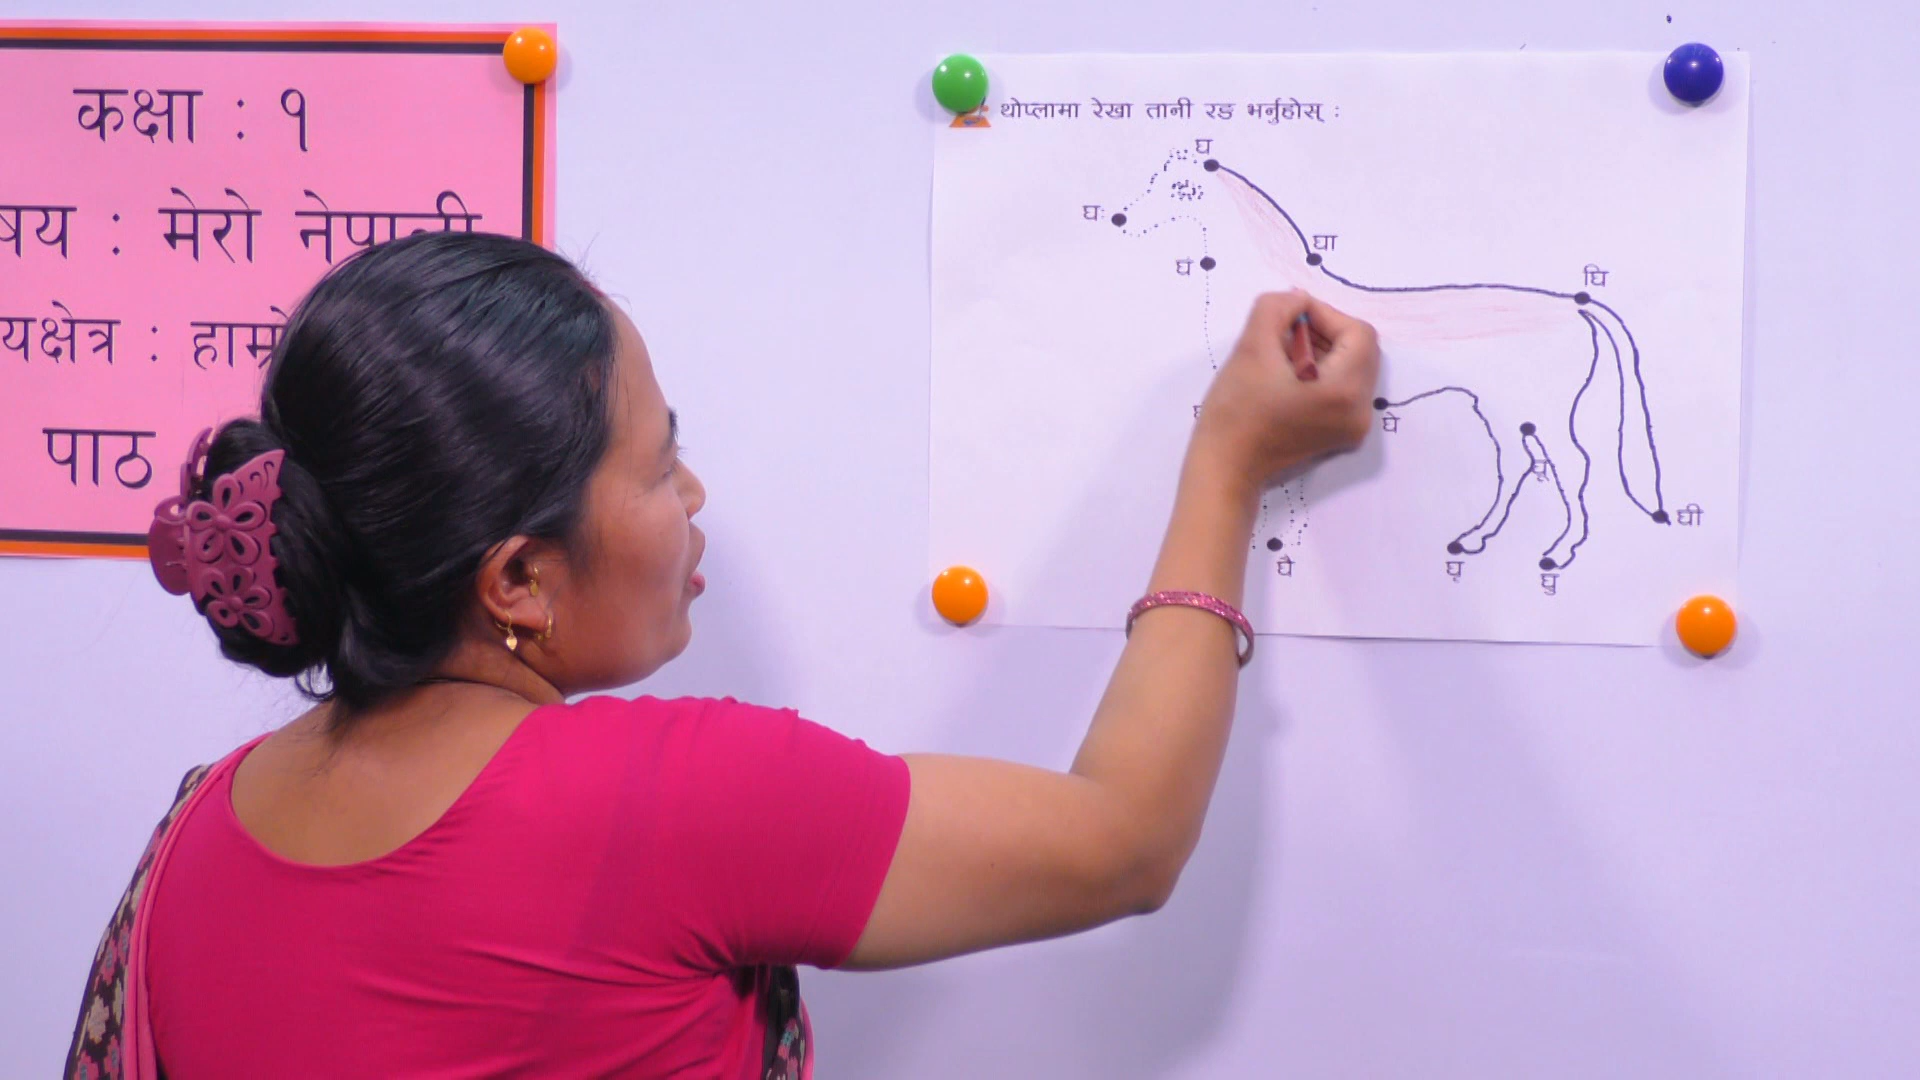 कक्षा : १
षय : मेरो नेपाली
यक्षेत्र : हाम्रो
पाठ
थोप्लामा रेखा तानी रङ भर्नुहोस् :
घ
घः
घा
घं
घि
घे
घू
घी
घै
घृ
घु